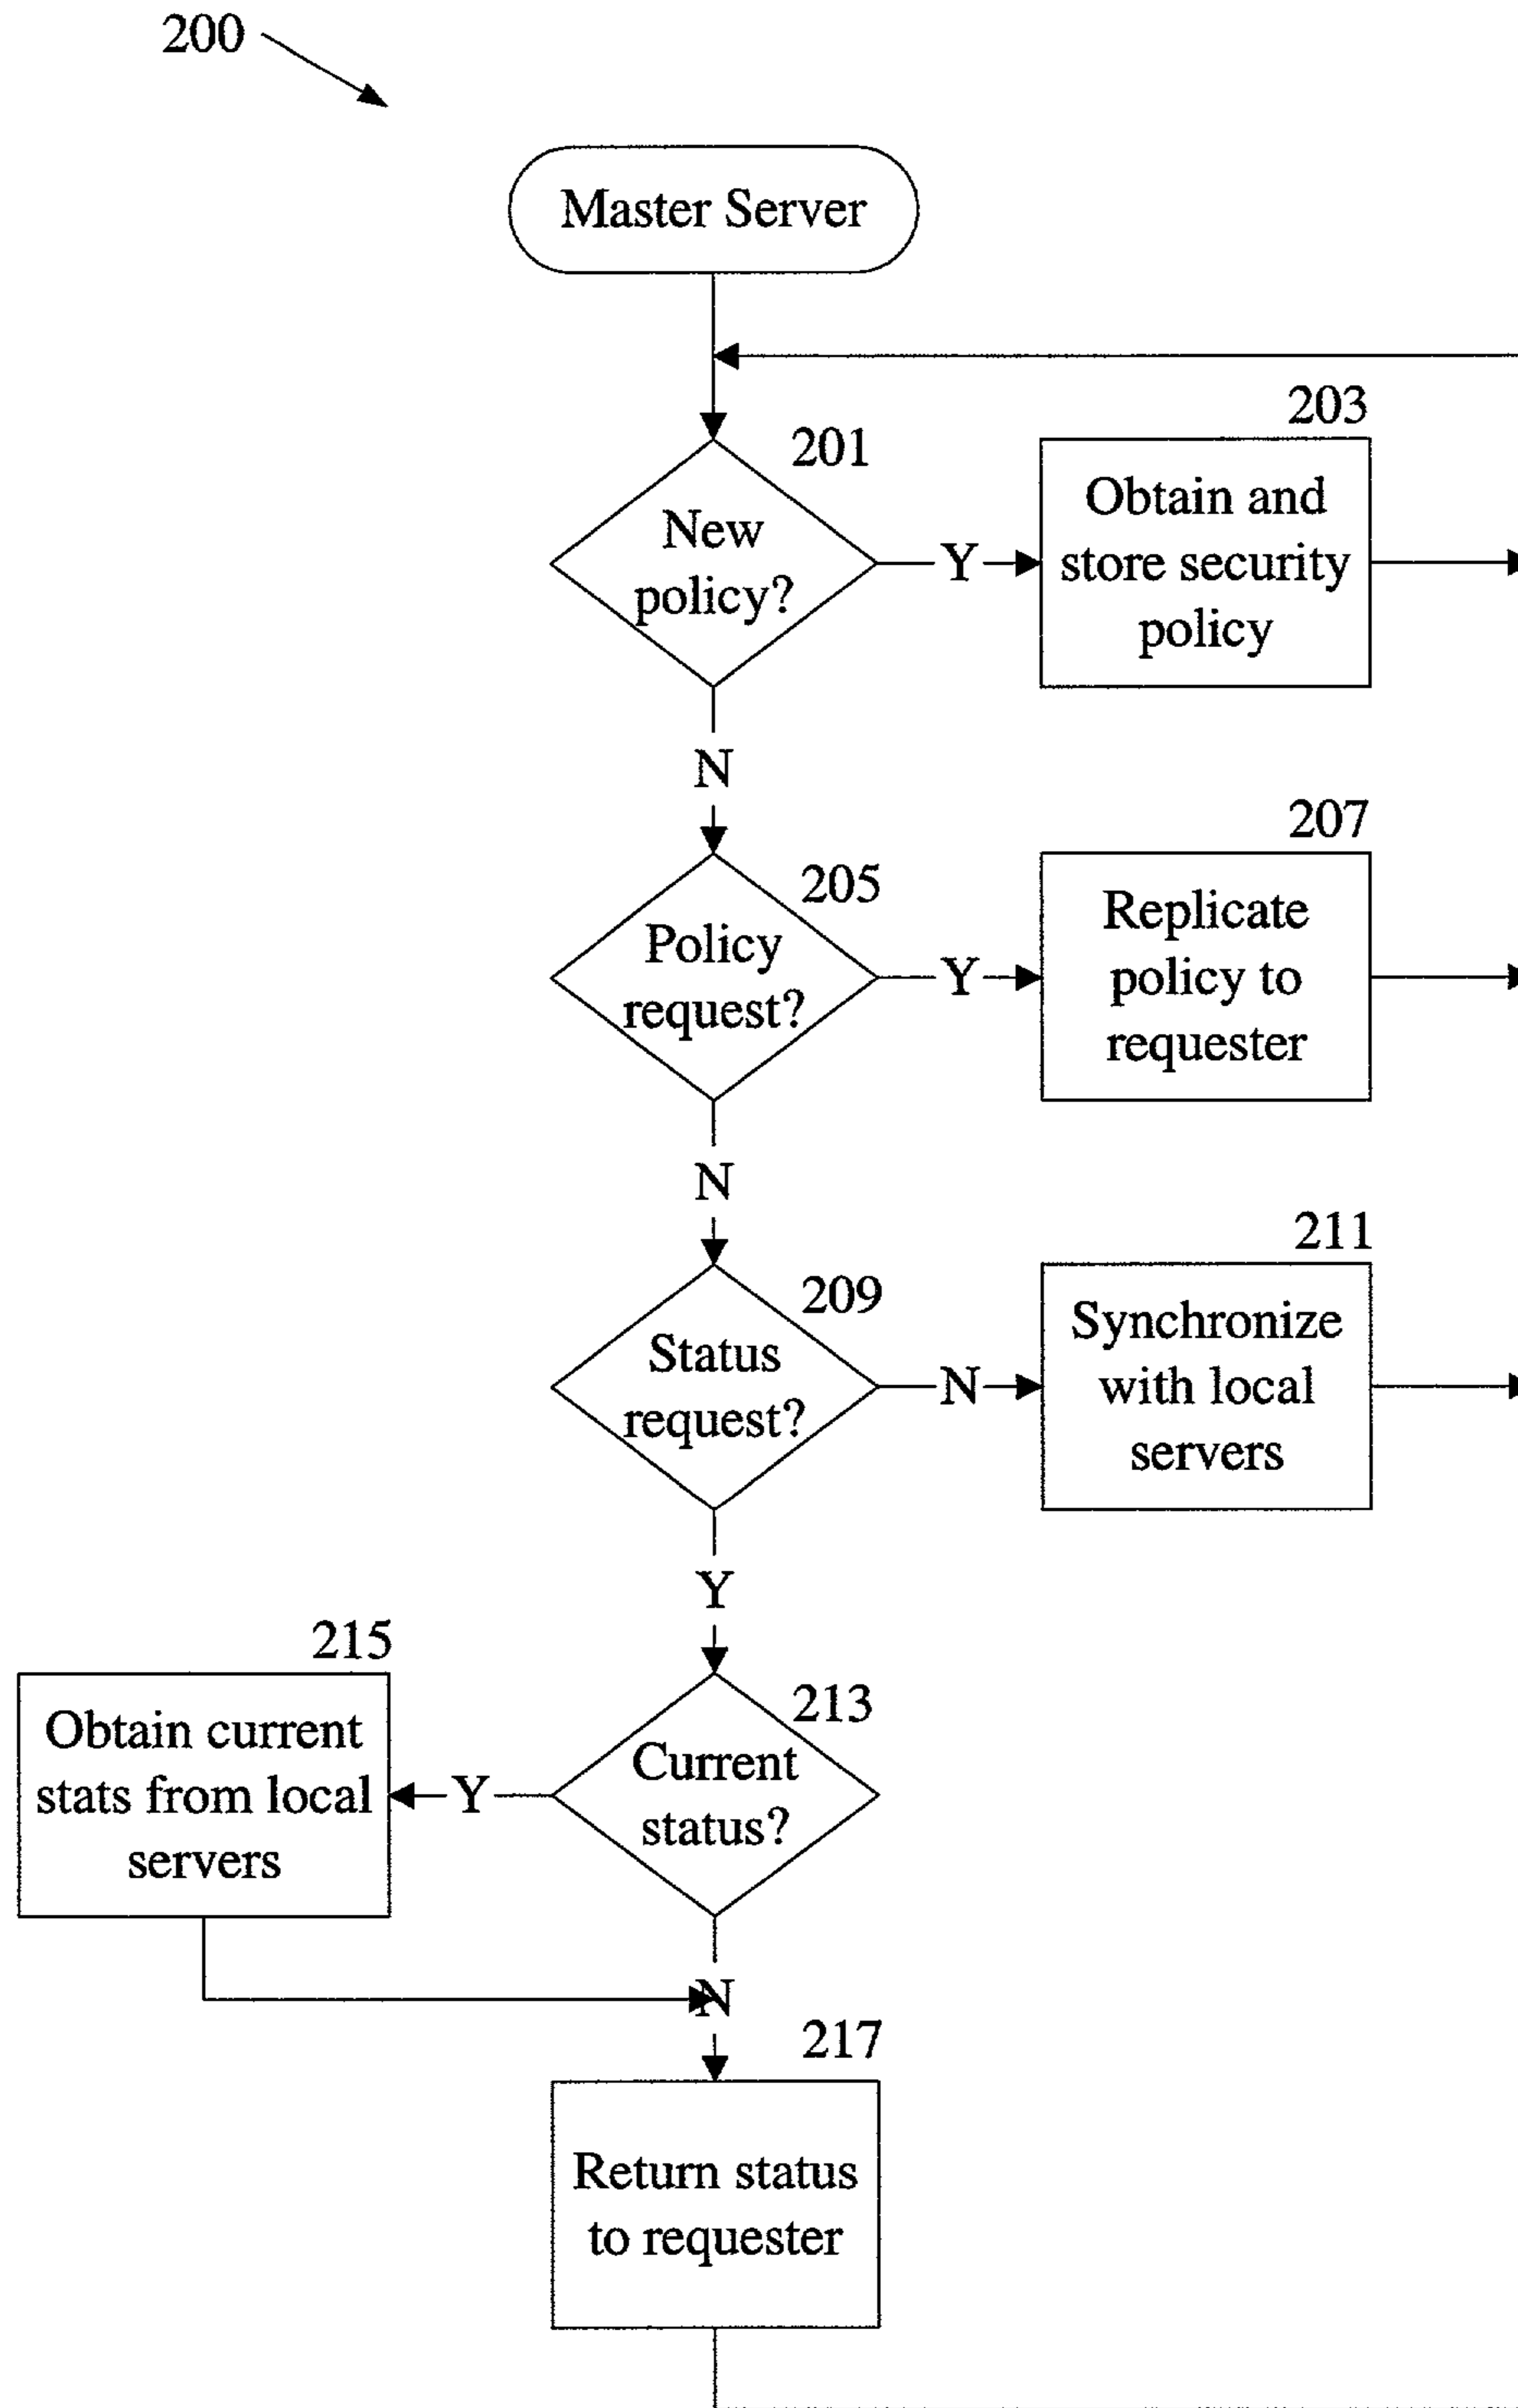 200
Master Server
201
New
policy?
Y
203
Obtain and
store security
policy
N
205
Policy
request?
Y
207
Replicate
policy to
requester
N
209
Status
request?
N
211
Synchronize
with local
servers
Y
213
Current
status?
Y
215
Obtain current
stats from local
servers
N
217
Return status
to requester